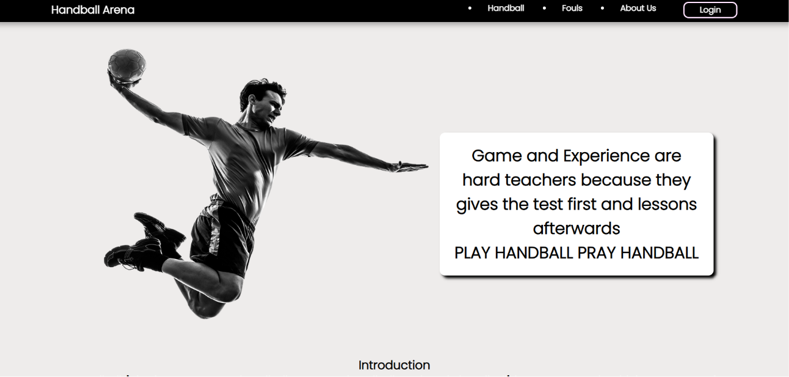 Handball Arena
Handball
Fouls
About Us
Login
Game and Experience are
hard teachers because they
gives the test first and lessons
afterwards
PLAY HANDBALL PRAY HANDBALL
Introduction